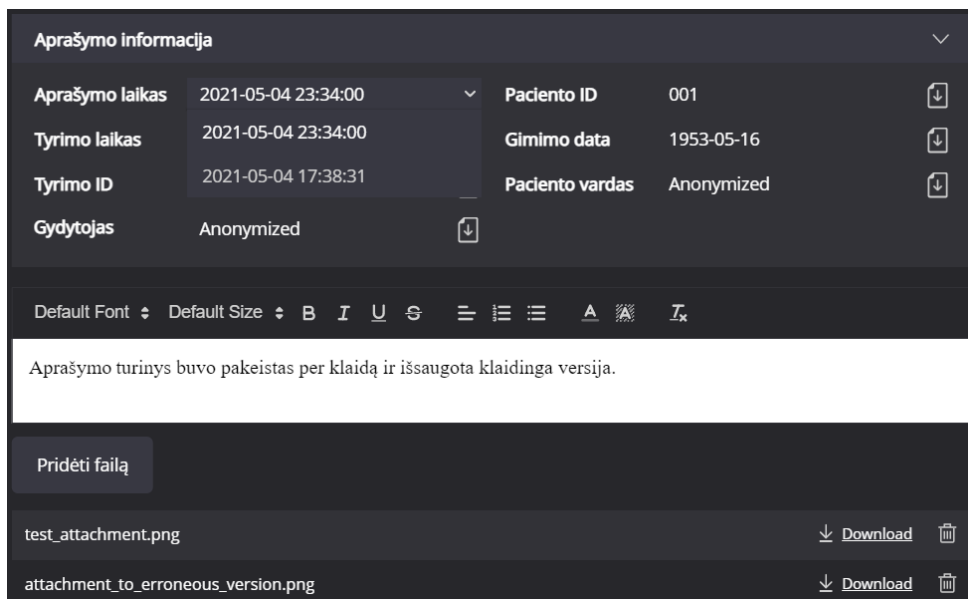 Aprašymo informacija
Aprašymo laikas 2021-05-04 23:34:00 Paciento ID 001
Tyrimo laikas 2021-05-04 23:34:00 Gimimo data 1953-05-16
Tyrimo ID 2021-05-04 17:38:31 Paciento vardas Anonymized
Gydytojas Anonymized
Default Font Default Size B I U S A A Tx
Aprašymo turinys buvo pakeistas per klaidą ir išsaugota klaidinga versija.
Pridėti failą
test_attachment.png Download
attachment_to_erroneous_version.png Download